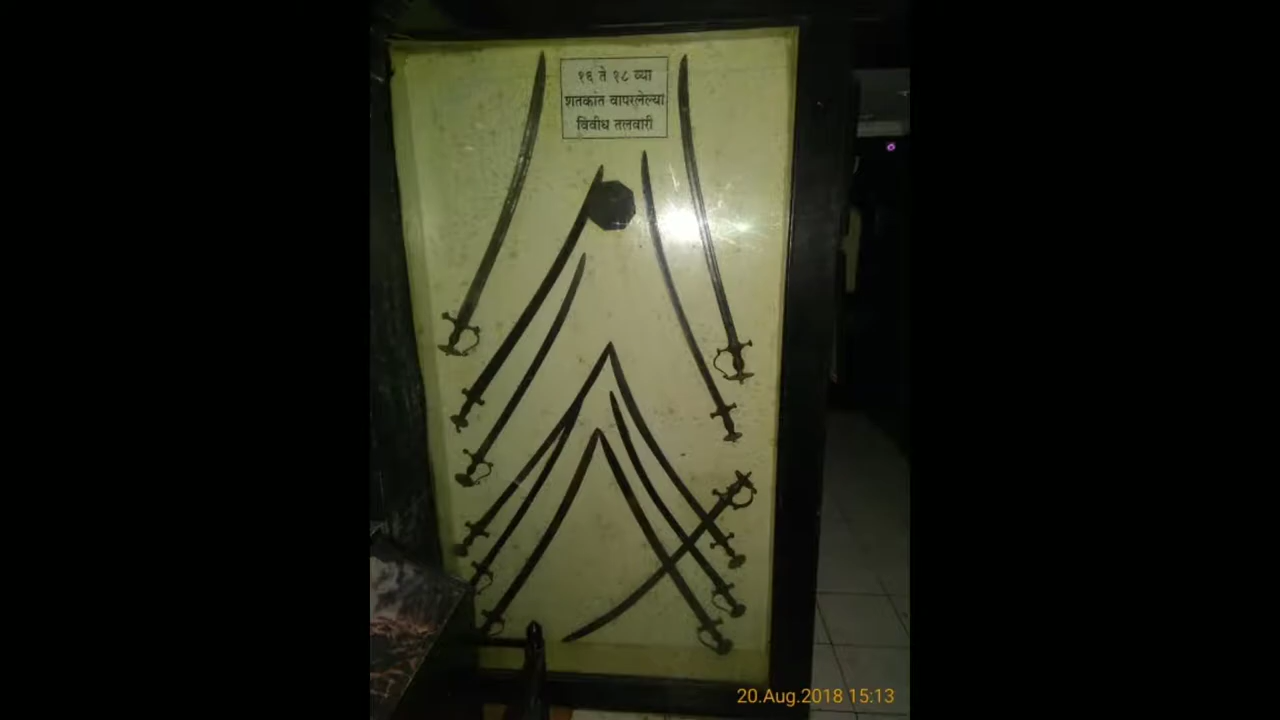 १६ ते १८ व्या
शतकांत वापरलेल्या
विवीध तलवारी
20.Aug.2018 15:13